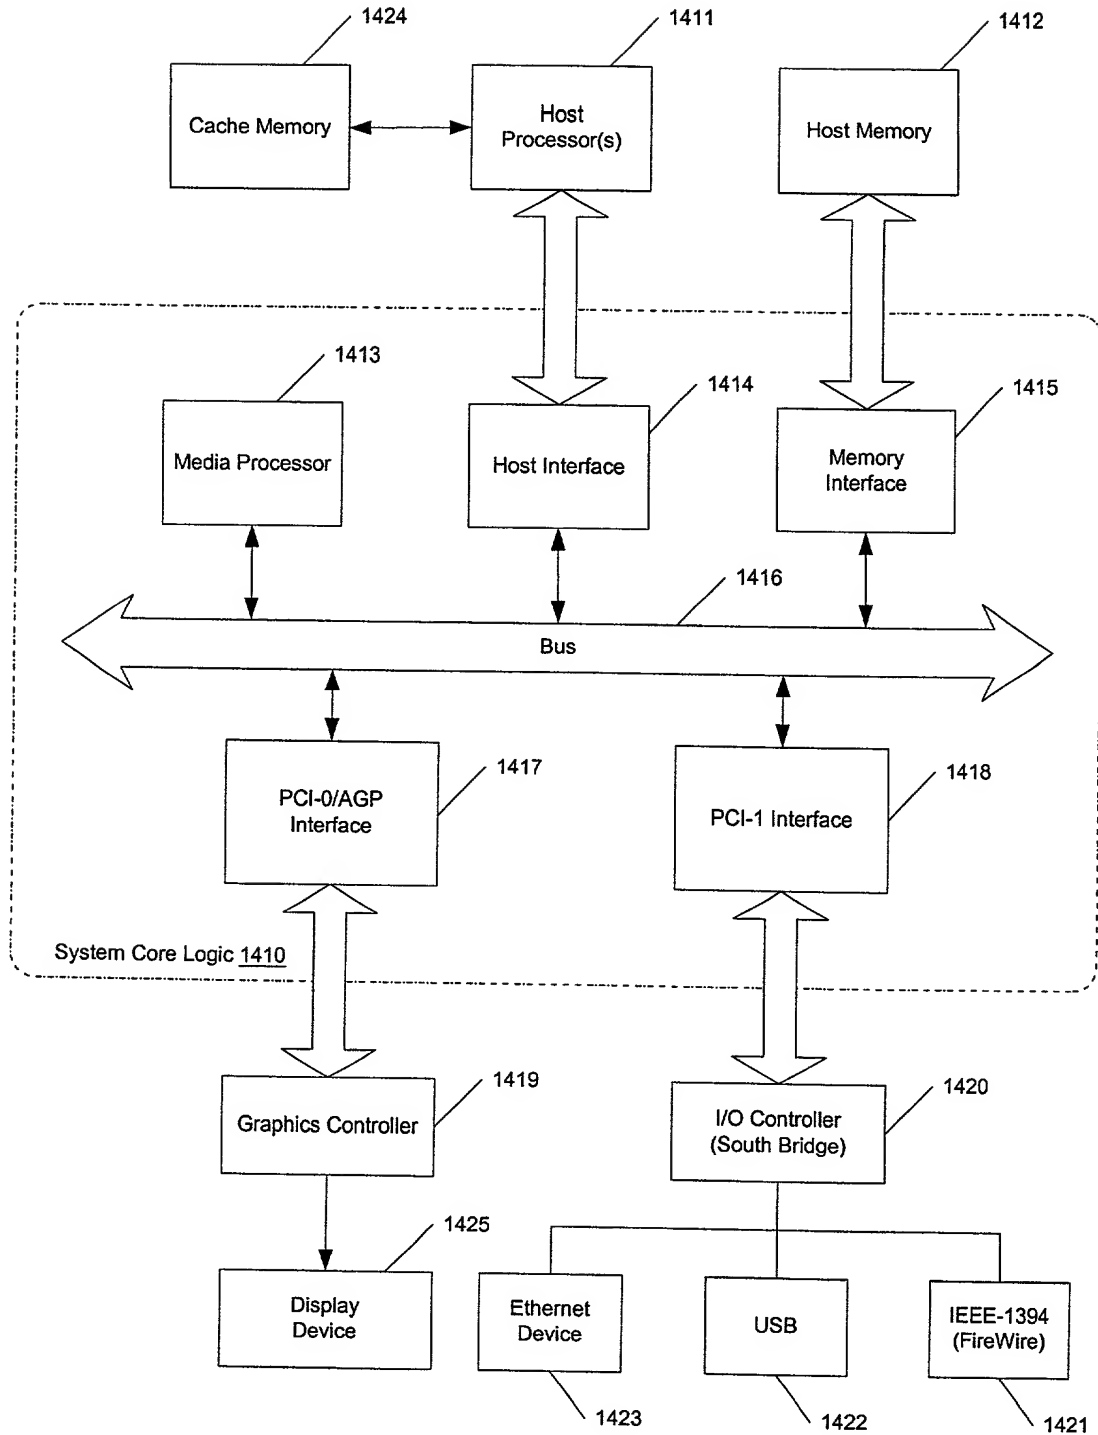 1424
1411
1412
Cache Memory
Host
Processor(s)
Host Memory
1413
1414
1415
Media Processor
Host Interface
Memory
Interface
1416
Bus
1417
1418
PCI-0/AGP
Interface
PCI-1 Interface
System Core Logic 1410
1419
1420
Graphics Controller
I/O Controller
(South Bridge)
1425
Display
Device
Ethernet
Device
USB
IEEE-1394
(FireWire)
1423
1422
1421